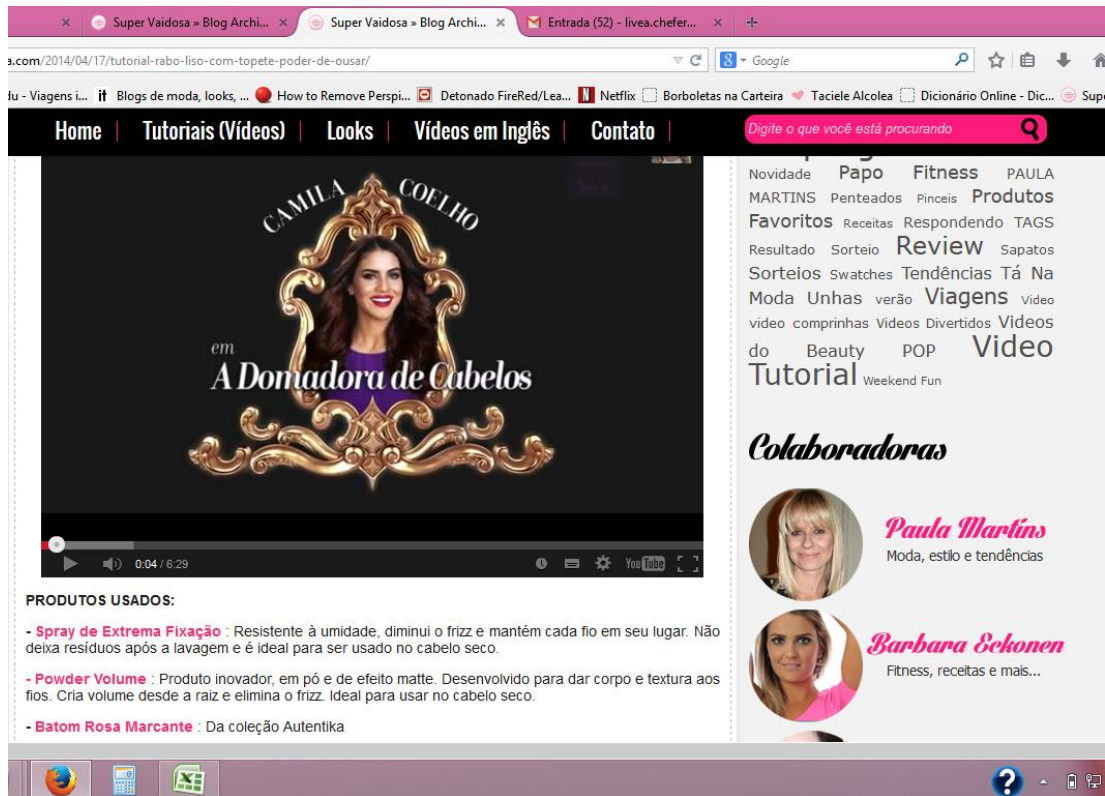 Super Vaidosa » Blog Archi...
Super Vaidosa » Blog Archi...
Entrada (52) - livea.chefer...
a.com/2014/04/17/tutorial-rabo-liso-com-topete-poder-de-ousar/
Google
du - Viagens i...
Blogs de moda, looks, ...
How to Remove Perspi...
Detonado FireRed/Lea...
Netflix
Borboletas na Carteira
Taciele Alcolea
Dicionário Online - Dic...
Supe
Home
Tutoriais (Vídeos)
Looks
Vídeos em Inglês
Contato
Digite o que você está procurando
CAMILA COELHO
em
A Domadora de Cabelos
0:04 / 6:29
YouTube
PRODUTOS USADOS:
- Spray de Extrema Fixação : Resistente à umidade, diminui o frizz e mantém cada fio em seu lugar. Não
deixa resíduos após a lavagem e é ideal para ser usado no cabelo seco.
- Powder Volume : Produto inovador, em pó e de efeito matte. Desenvolvido para dar corpo e textura aos
fios. Cria volume desde a raiz e elimina o frizz. Ideal para usar no cabelo seco.
- Batom Rosa Marcante : Da coleção Autentika
Novidade Papo Fitness PAULA
MARTINS Penteados Pinceis Produtos
Favoritos Receitas Respondendo TAGS
Resultado Sorteio Review Sapatos
Sorteios Swatches Tendências Tá Na
Moda Unhas verão Viagens Video
video comprinhas Videos Divertidos Videos
do Beauty POP Video
Tutorial Weekend Fun
Colaboradoras
Paula Martins
Moda, estilo e tendências
Barbara Eckonen
Fitness, receitas e mais...